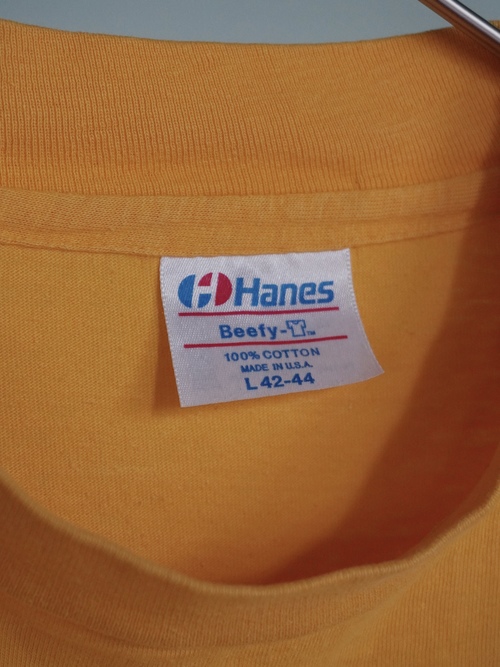 Hanes
Beefy-
100% COTTON
MADE IN U.S.A.
L 42-44